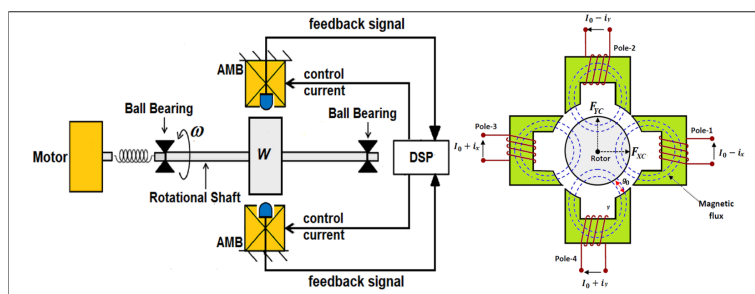 feedback signal
AMB
control
current
Ball Bearing
ω
Ball Bearing
Motor
W
DSP
Rotational Shaft
control
current
AMB
feedback signal
I₀ − iᵧ
Pole-2
Pole-3
F_YC
Pole-1
I₀ + iₓ
F_XC
Rotor
I₀ − iₓ
g₀
Magnetic
flux
Pole-4
I₀ + iᵧ